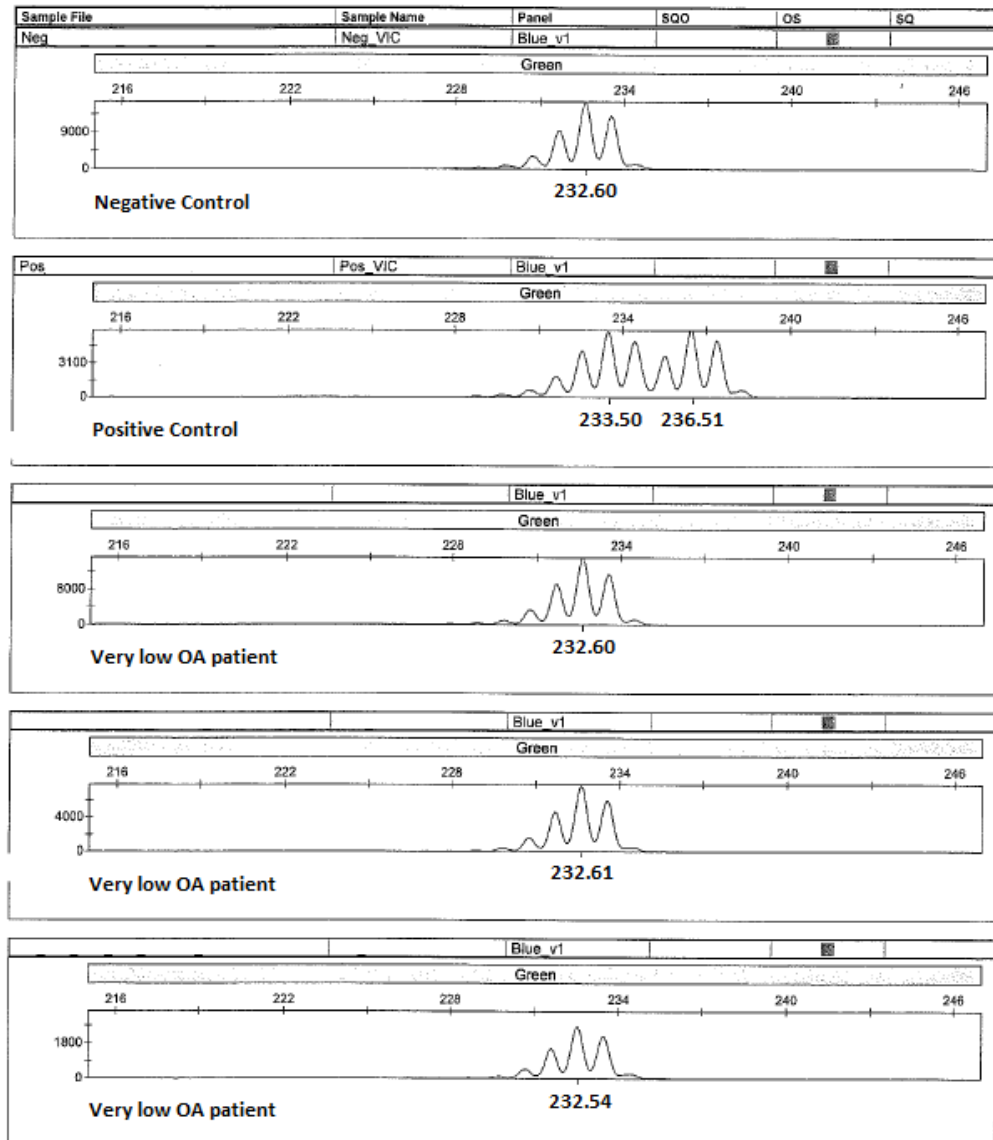 Sample File Sample Name Panel SQO OS SQ
Neg Neg_VIC Blue_v1
Green
216 222 228 234 240 246
9000
0
232.60
Negative Control
Pos Pos_VIC Blue_v1
Green
216 222 228 234 240 246
3100
0
233.50 236.51
Positive Control
Blue_v1
Green
216 222 228 234 240 246
8000
0
232.60
Very low OA patient
Blue_v1
Green
216 222 228 234 240 246
4000
0
232.61
Very low OA patient
Blue_v1
Green
216 222 228 234 240 246
1800
0
232.54
Very low OA patient